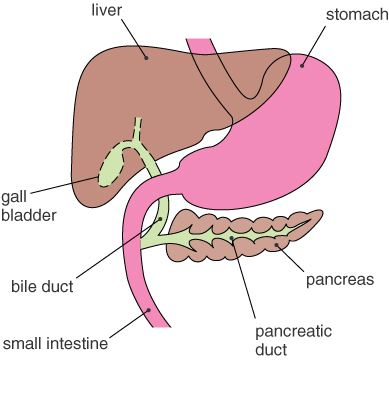 liver
stomach
gall
bladder
bile duct
pancreas
small intestine
pancreatic
duct